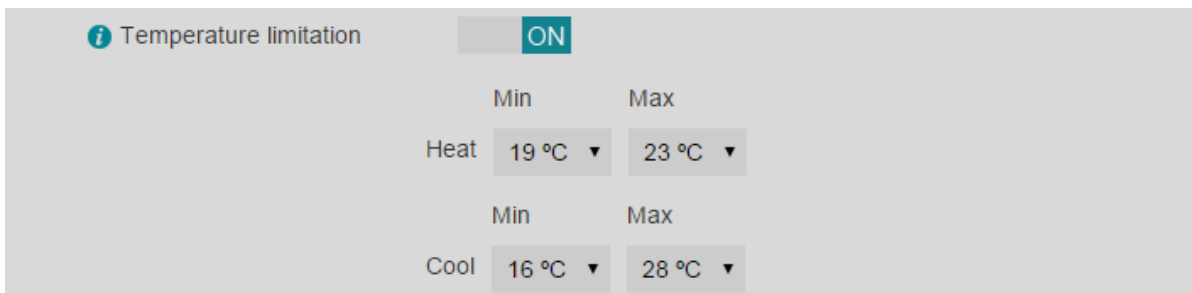 i Temperature limitation ON
Min Max
Heat 19 ºC ▼ 23 ºC ▼
Min Max
Cool 16 ºC ▼ 28 ºC ▼